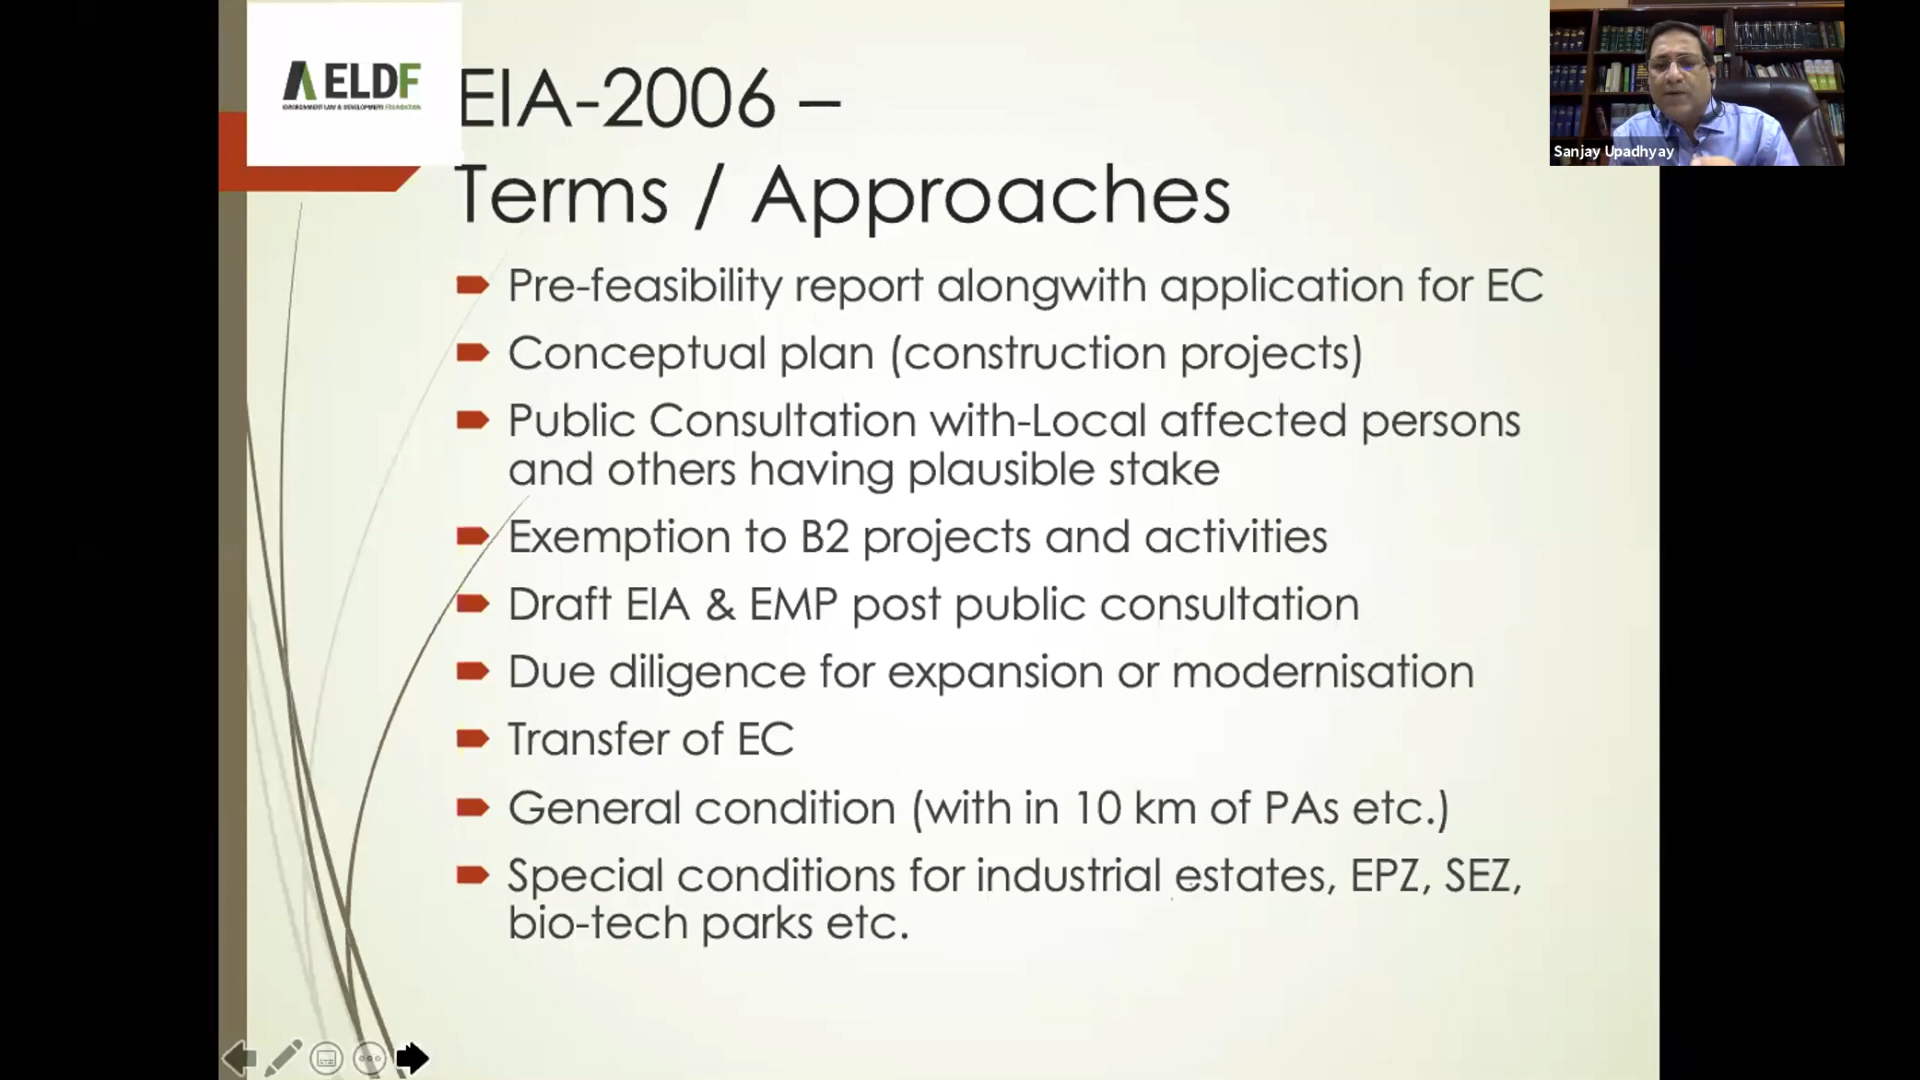 ELDF
ENVIRONMENT LAW & DEVELOPMENT FOUNDATION
EIA-2006 –
Terms / Approaches
Pre-feasibility report alongwith application for EC
Conceptual plan (construction projects)
Public Consultation with-Local affected persons
and others having plausible stake
Exemption to B2 projects and activities
Draft EIA & EMP post public consultation
Due diligence for expansion or modernisation
Transfer of EC
General condition (with in 10 km of PAs etc.)
Special conditions for industrial estates, EPZ, SEZ,
bio-tech parks etc.
Sanjay Upadhyay